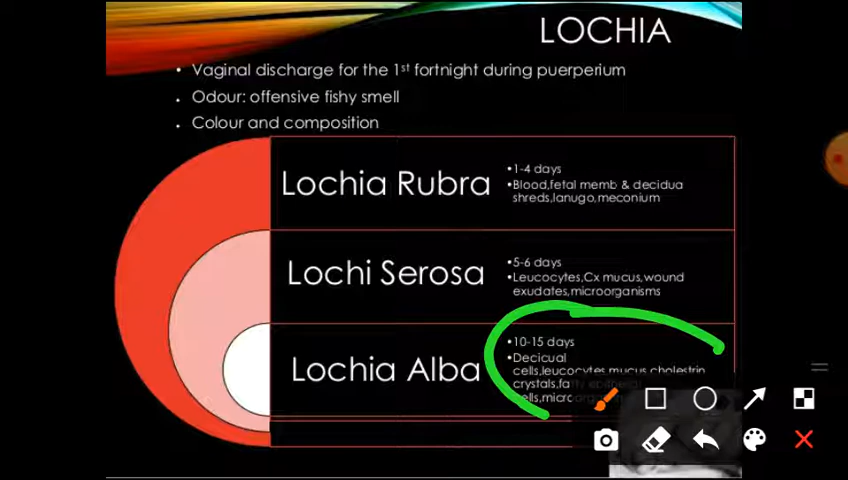 LOCHIA
• Vaginal discharge for the 1st fortnight during puerperium
• Odour: offensive fishy smell
• Colour and composition
Lochia Rubra
•1-4 days
•Blood,fetal memb & decidua
shreds,lanugo,meconium
Lochi Serosa
•5-6 days
•Leucocytes,Cx mucus,wound
exudates,microorganisms
Lochia Alba
•10-15 days
•Decicual
cells,leucocytes,mucus,cholestrin
crystals,fatty epithelial